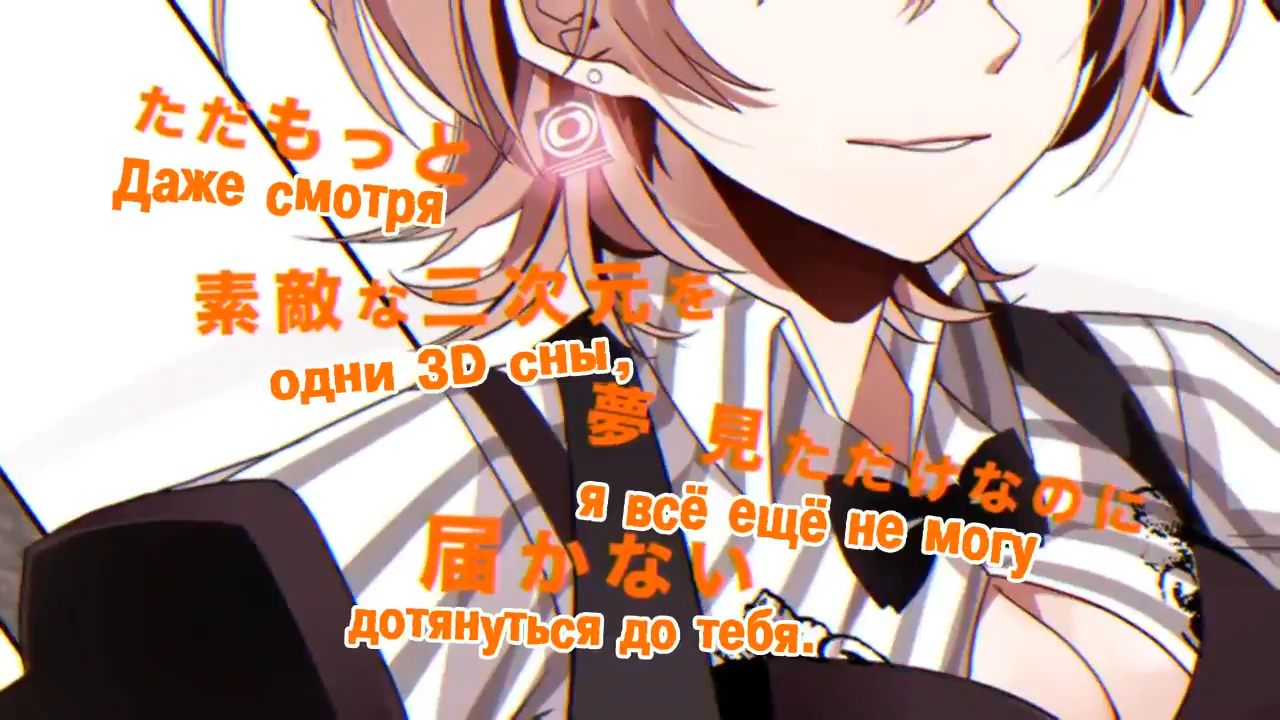 ただもっと
Даже смотря
素敵な三次元を
одни 3D сны,
夢 見ただけなのに
я всё ещё не могу
届かない
дотянуться до тебя.